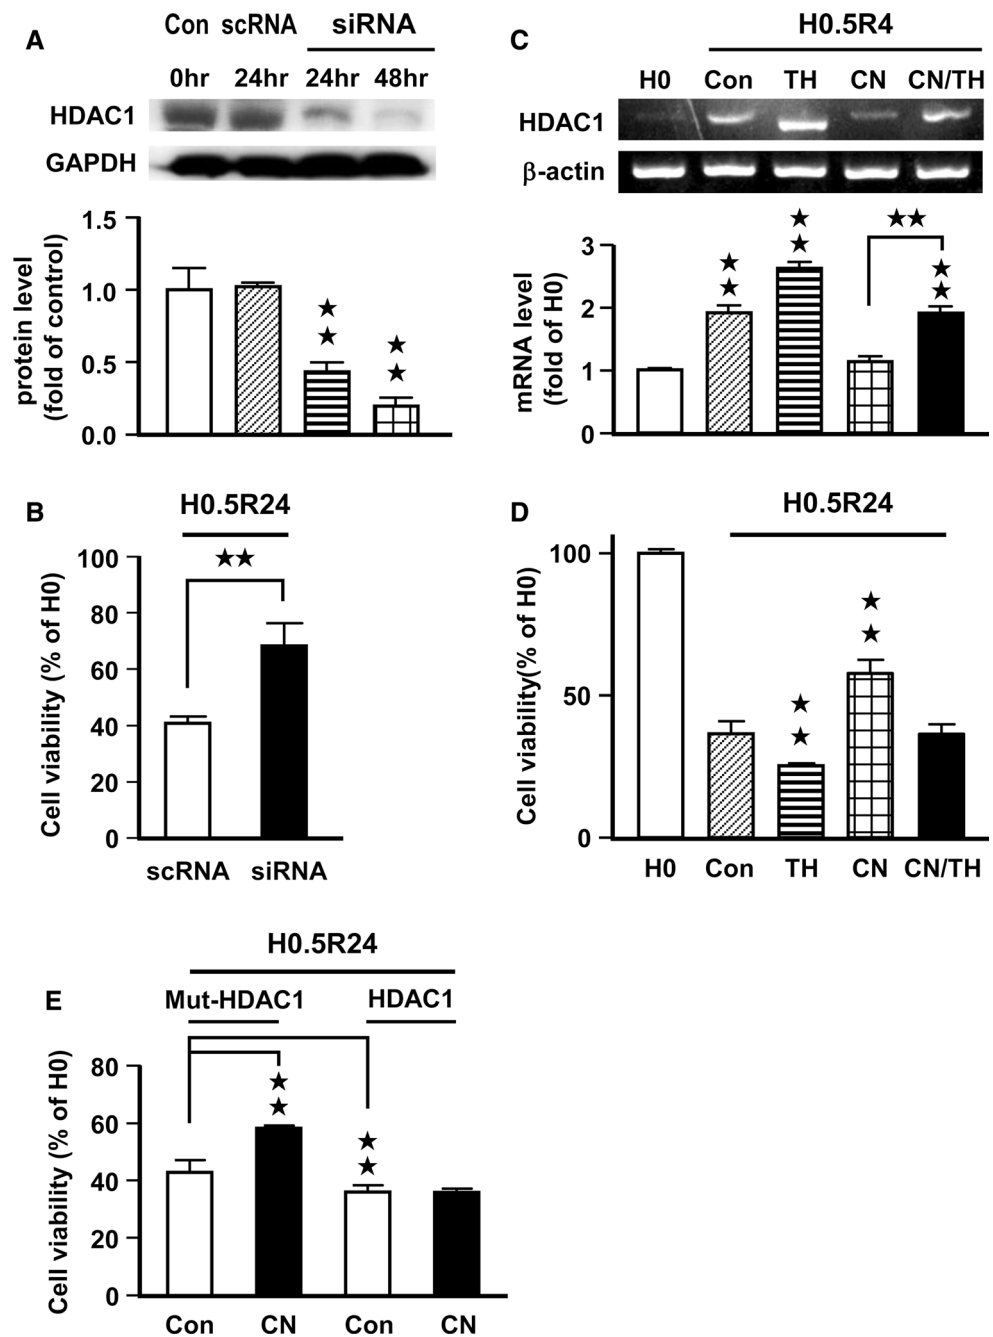 A
Con scRNA siRNA
0hr 24hr 24hr 48hr
HDAC1
GAPDH
protein level
(fold of control)
1.5
1.0
0.5
0.0
★
★
★
★
C
H0.5R4
H0 Con TH CN CN/TH
HDAC1
β-actin
mRNA level
(fold of H0)
3
2
1
0
★
★
★
★
★★
★
★
B
H0.5R24
Cell viability (% of H0)
100
80
60
40
20
0
★★
scRNA siRNA
D
H0.5R24
Cell viability(% of H0)
100
50
0
★
★
★
★
H0 Con TH CN CN/TH
E
H0.5R24
Mut-HDAC1 HDAC1
Cell viability (% of H0)
80
60
40
20
0
★
★
★
★
Con CN Con CN